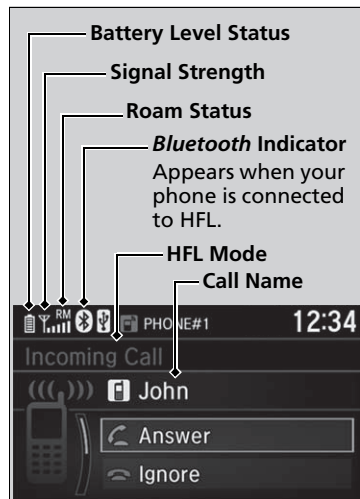 Battery Level Status
Signal Strength
Roam Status
Bluetooth Indicator
Appears when your
phone is connected
to HFL.
HFL Mode
Call Name
RM PHONE#1 12:34
Incoming Call
John
Answer
Ignore